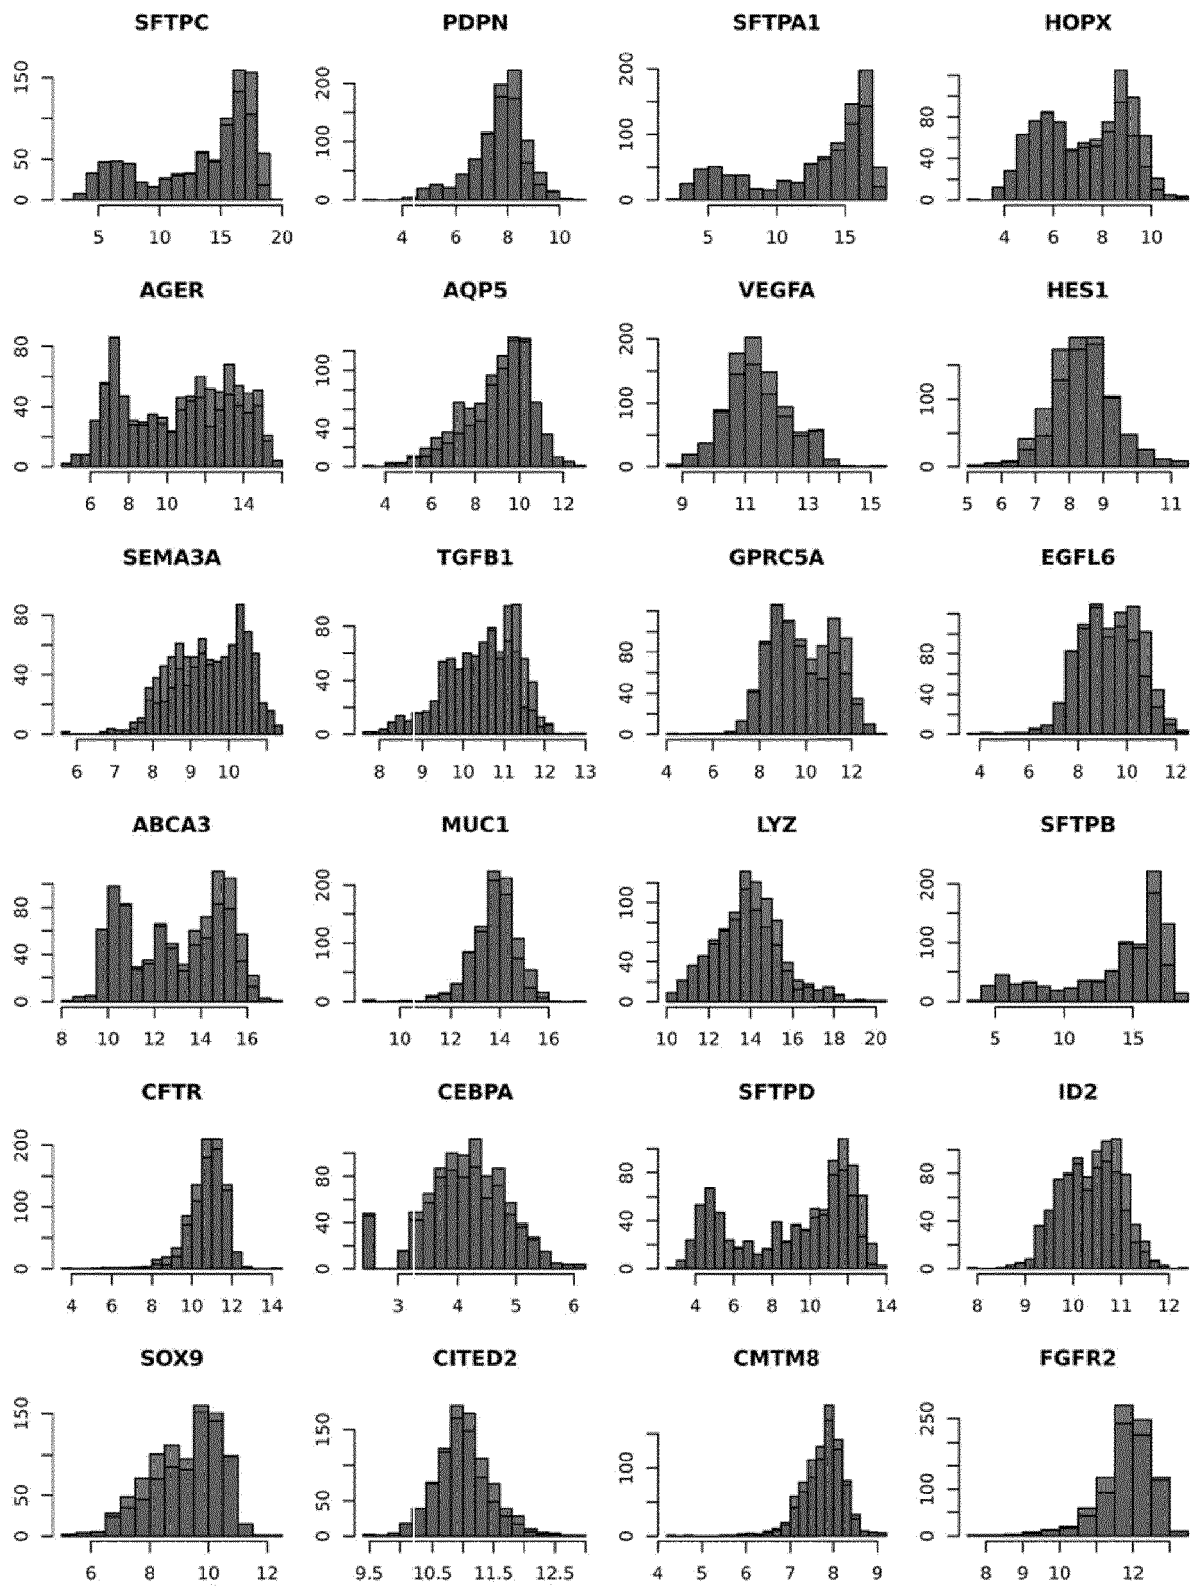 SFTPC PDPN SFTPA1 HOPX
0 50 150
0 100 200
0 100 200
0 40 80
5 10 15 20
4 6 8 10
5 10 15
4 6 8 10
AGER AQP5 VEGFA HES1
0 40 80
0 40 100
0 100 200
0 100
6 8 10 14
4 6 8 10 12
9 11 13 15
5 6 7 8 9 11
SEMA3A TGFB1 GPRC5A EGFL6
0 40 80
0 40 80
0 40 80
0 40 80
6 7 8 9 10
8 9 10 11 12 13
4 6 8 10 12
4 6 8 10 12
ABCA3 MUC1 LYZ SFTPB
0 40 80
0 100 200
0 40 100
0 100 200
8 10 12 14 16
10 12 14 16
10 12 14 16 18 20
5 10 15
CFTR CEBPA SFTPD ID2
0 100 200
0 40 80
0 40 80
0 40 80
4 6 8 10 12 14
3 4 5 6
4 6 8 10 14
8 9 10 11 12
SOX9 CITED2 CMTM8 FGFR2
0 50 150
0 50 150
0 100
0 100 250
6 8 10 12
9.5 10.5 11.5 12.5
4 5 6 7 8 9
8 9 10 12